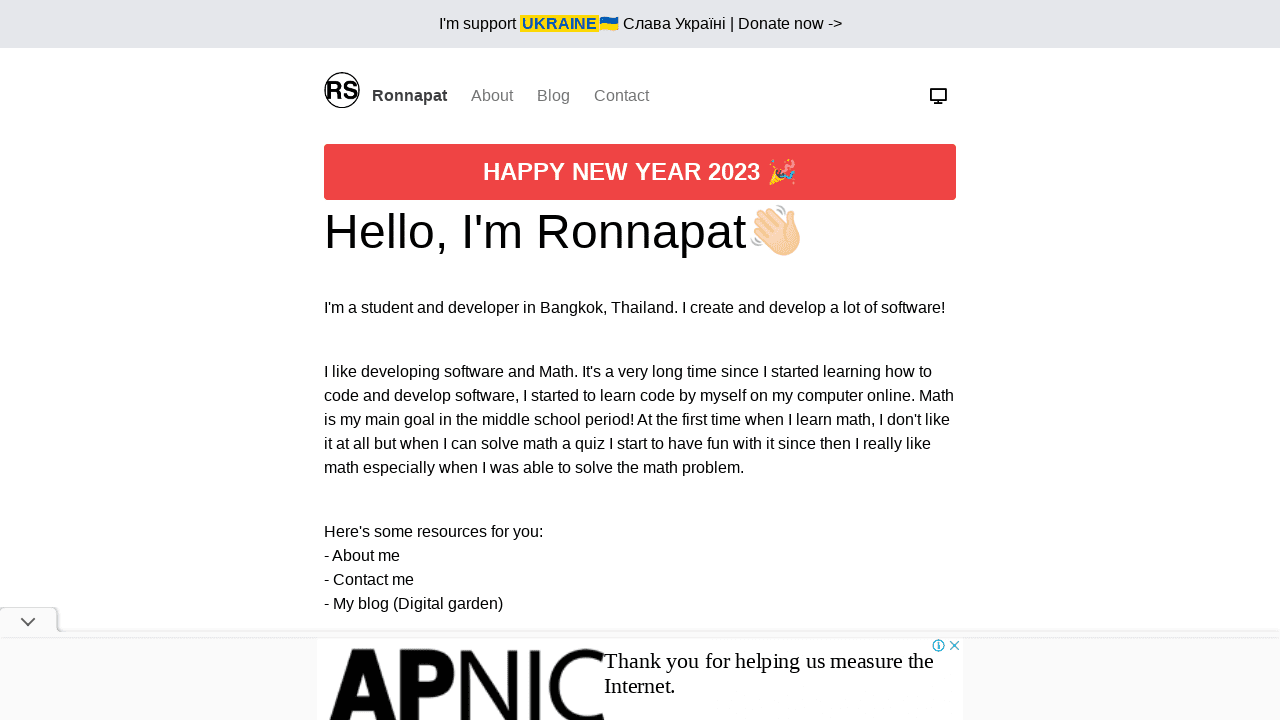 I'm support UKRAINE🇺🇦 Слава Україні | Donate now ->
RS Ronnapat About Blog Contact
HAPPY NEW YEAR 2023 🎉
Hello, I'm Ronnapat👋🏻
I'm a student and developer in Bangkok, Thailand. I create and develop a lot of software!
I like developing software and Math. It's a very long time since I started learning how to
code and develop software, I started to learn code by myself on my computer online. Math
is my main goal in the middle school period! At the first time when I learn math, I don't like
it at all but when I can solve math a quiz I start to have fun with it since then I really like
math especially when I was able to solve the math problem.
Here's some resources for you:
- About me
- Contact me
- My blog (Digital garden)
APNIC
Thank you for helping us measure the
Internet.